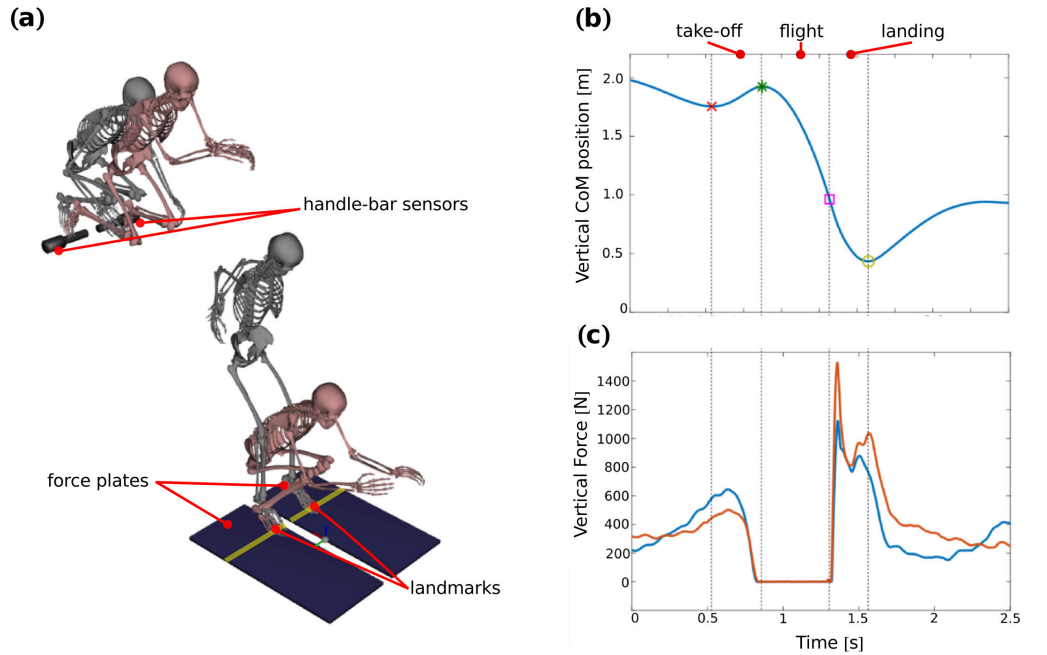 (a)
handle-bar sensors
force plates
landmarks
(b)
take-off
flight
landing
Vertical CoM position [m]
2.0
1.5
1.0
0.5
0
(c)
Vertical Force [N]
1400
1200
1000
800
600
400
200
0
0
0.5
1
1.5
2
2.5
Time [s]